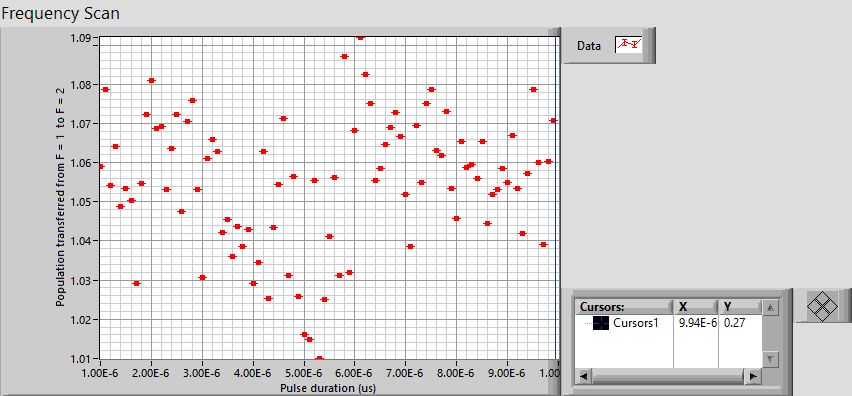 Frequency Scan
Data
Population transferred from F = 1 to F = 2
1.09
1.08
1.07
1.06
1.05
1.04
1.03
1.02
1.01
1.00E-6 2.00E-6 3.00E-6 4.00E-6 5.00E-6 6.00E-6 7.00E-6 8.00E-6 9.00E-6 10.00
Pulse duration (us)
Cursors: X Y
Cursors1 9.94E-6 0.27